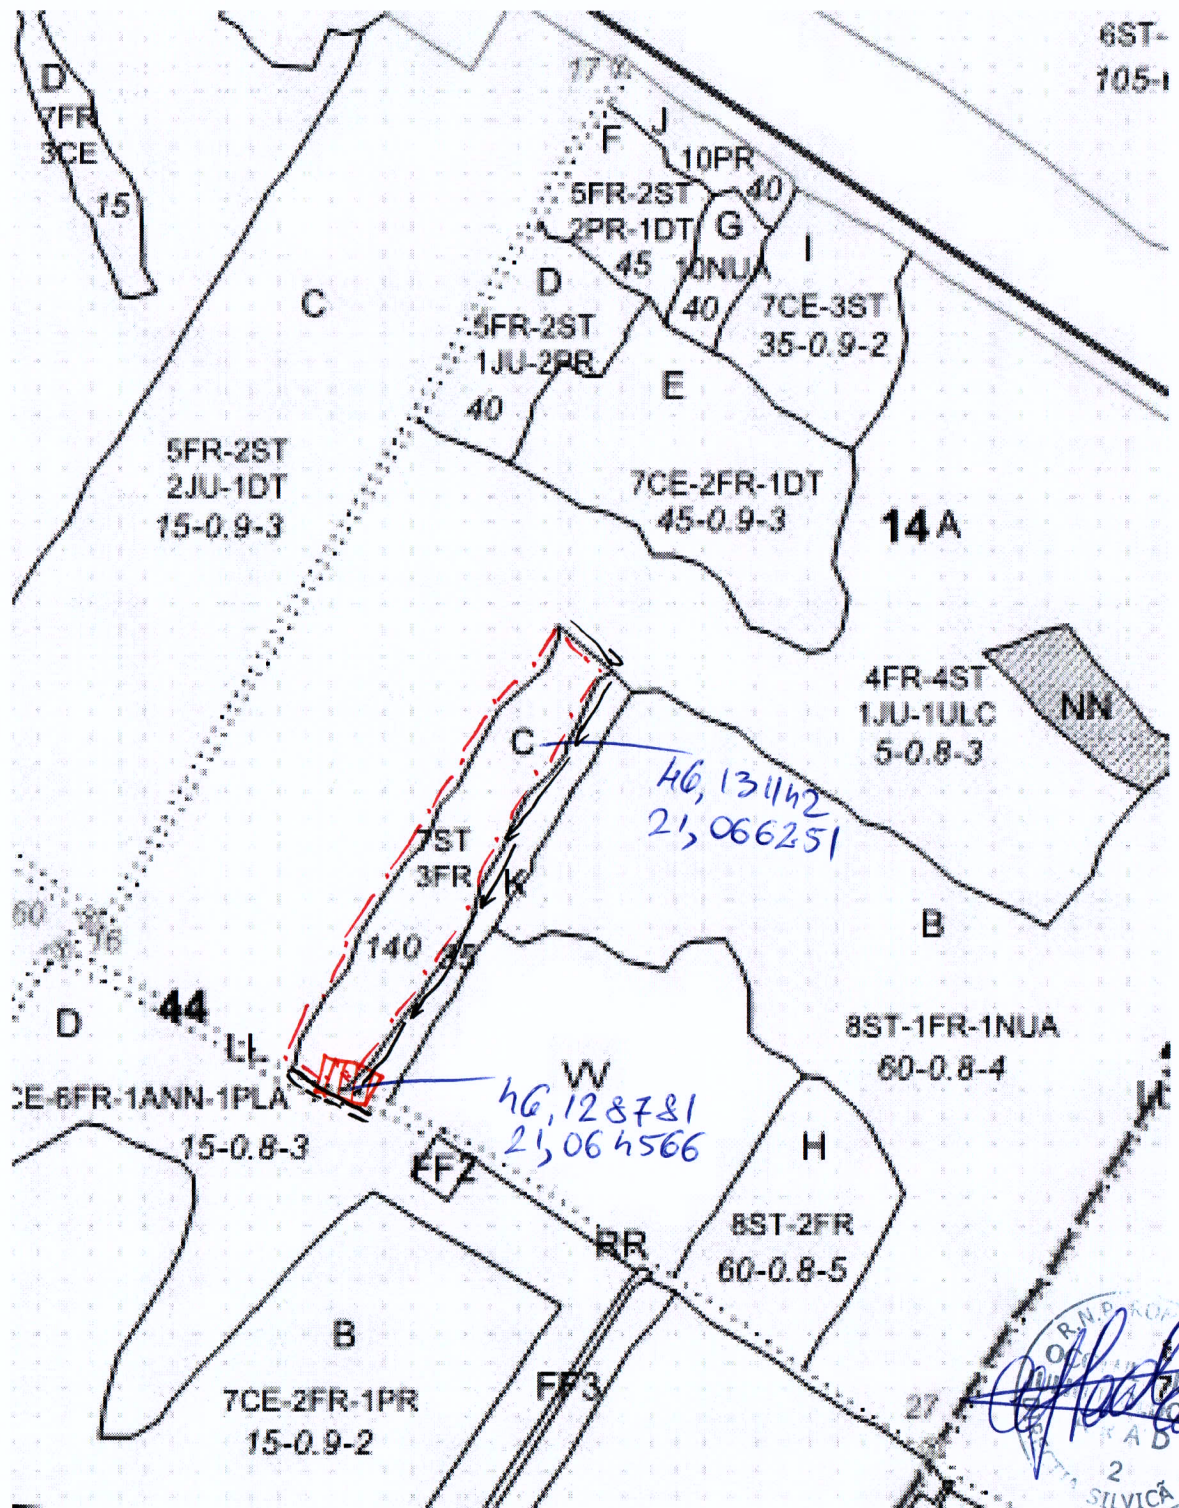 6ST-
105-
17
D
7FR
3CE
15
F
J
10PR
40
5FR-2ST
2PR-1DT
45
G
10NUA
40
I
7CE-3ST
35-0.9-2
C
D
5FR-2ST
1JU-2PR
40
E
5FR-2ST
2JU-1DT
15-0.9-3
7CE-2FR-1DT
45-0.9-3
14 A
4FR-4ST
1JU-1ULC
5-0.8-3
NN
C
46,131142
21,066251
7ST
3FR
K
140
35
60
76
B
D
44
LL
8ST-1FR-1NUA
60-0.8-4
VV
CE-6FR-1ANN-1PLA
15-0.8-3
46,128781
21,064566
FF2
H
8ST-2FR
60-0.8-5
RR
B
7CE-2FR-1PR
15-0.9-2
FF3
27
R.N.P. ROM
2
SILVICĂ